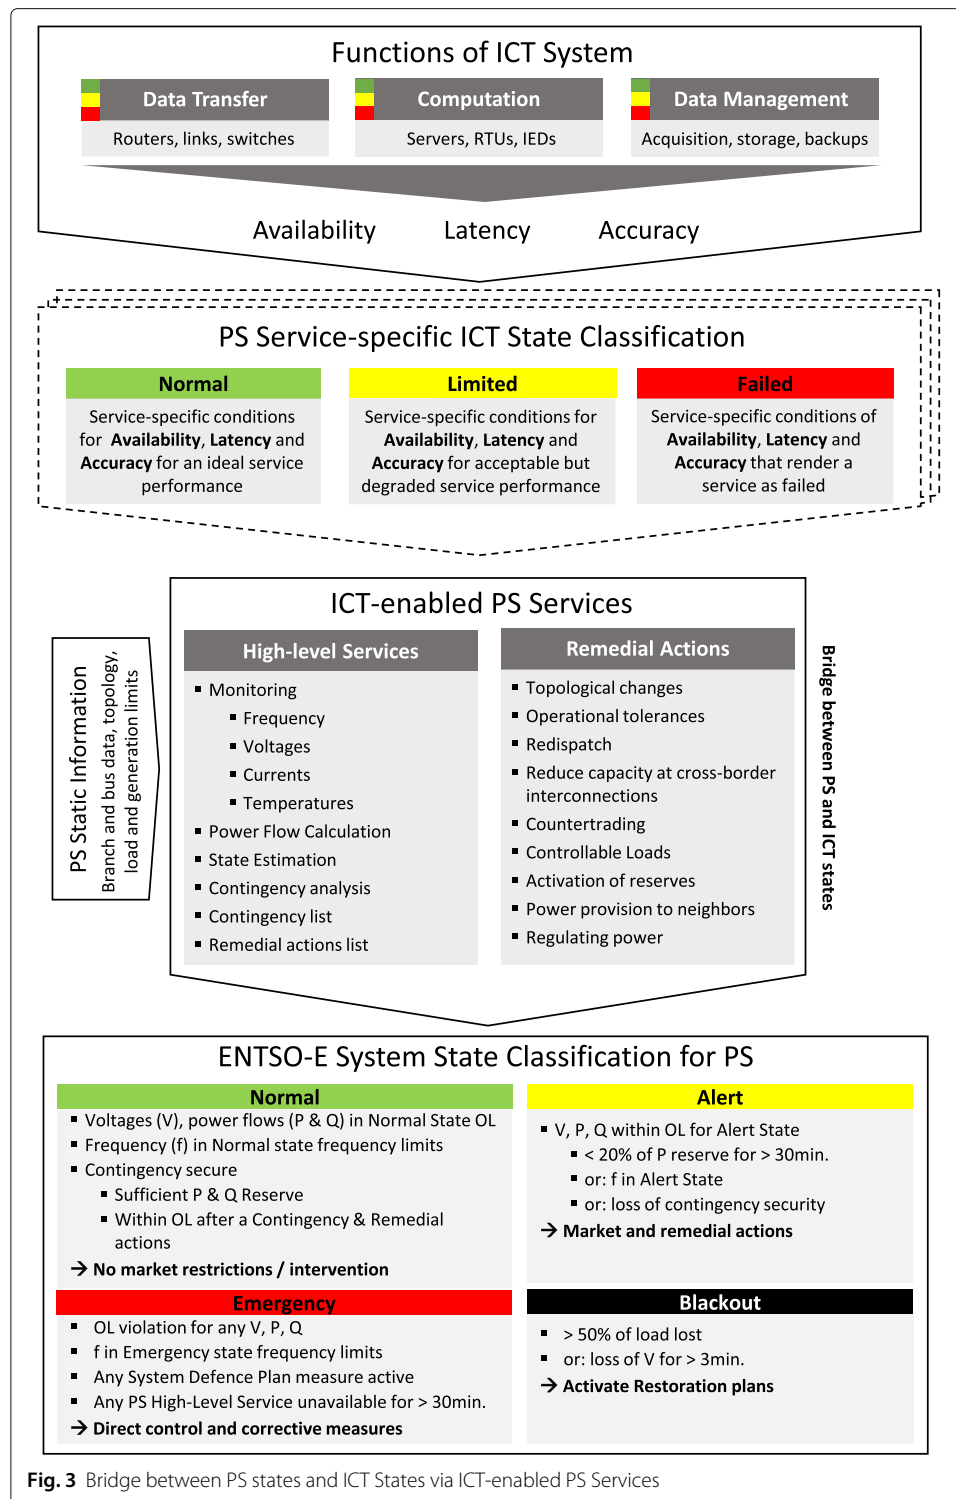 Functions of ICT System
Data Transfer
Routers, links, switches
Computation
Servers, RTUs, IEDs
Data Management
Acquisition, storage, backups
Availability Latency Accuracy
PS Service-specific ICT State Classification
Normal
Service-specific conditions
for Availability, Latency and
Accuracy for an ideal service
performance
Limited
Service-specific conditions for
Availability, Latency and
Accuracy for acceptable but
degraded service performance
Failed
Service-specific conditions of
Availability, Latency and
Accuracy that render a
service as failed
PS Static Information
Branch and bus data, topology,
load and generation limits
ICT-enabled PS Services
High-level Services
▪ Monitoring
▪ Frequency
▪ Voltages
▪ Currents
▪ Temperatures
▪ Power Flow Calculation
▪ State Estimation
▪ Contingency analysis
▪ Contingency list
▪ Remedial actions list
Remedial Actions
▪ Topological changes
▪ Operational tolerances
▪ Redispatch
▪ Reduce capacity at cross-border
interconnections
▪ Countertrading
▪ Controllable Loads
▪ Activation of reserves
▪ Power provision to neighbors
▪ Regulating power
Bridge between PS and ICT states
ENTSO-E System State Classification for PS
Normal
▪ Voltages (V), power flows (P & Q) in Normal State OL
▪ Frequency (f) in Normal state frequency limits
▪ Contingency secure
▪ Sufficient P & Q Reserve
▪ Within OL after a Contingency & Remedial
actions
→ No market restrictions / intervention
Alert
▪ V, P, Q within OL for Alert State
▪ < 20% of P reserve for > 30min.
▪ or: f in Alert State
▪ or: loss of contingency security
→ Market and remedial actions
Emergency
▪ OL violation for any V, P, Q
▪ f in Emergency state frequency limits
▪ Any System Defence Plan measure active
▪ Any PS High-Level Service unavailable for > 30min.
→ Direct control and corrective measures
Blackout
▪ > 50% of load lost
▪ or: loss of V for > 3min.
→ Activate Restoration plans
Fig. 3 Bridge between PS states and ICT States via ICT-enabled PS Services